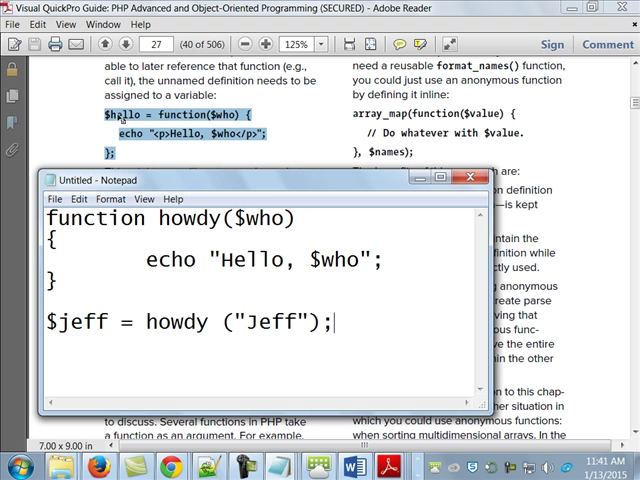 Visual QuickPro Guide: PHP Advanced and Object-Oriented Programming (SECURED) - Adobe Reader
File Edit View Window Help
27 (40 of 506) 125% Sign Comment
able to later reference that function (e.g.,
call it), the unnamed definition needs to be
assigned to a variable:
$hello = function($who) {
echo "<p>Hello, $who</p>";
};
need a reusable format_names() function,
you could just use an anonymous function
by defining it inline:
array_map(function($value) {
// Do whatever with $value.
}, $names);
are:
on definition
—is kept
ntain the
efinition while
ctly used.
reate parse
ving that
ous func-
ve the entire
hin the other
on to this chap-
her situation in
which you could use anonymous functions:
when sorting multidimensional arrays. In the
Untitled - Notepad
File Edit Format View Help
function howdy($who)
{
echo "Hello, $who";
}
$jeff = howdy ("Jeff");
to discuss. Several functions in PHP take
a function as an argument. For example,
7.00 x 9.00 in
11:41 AM
1/13/2015